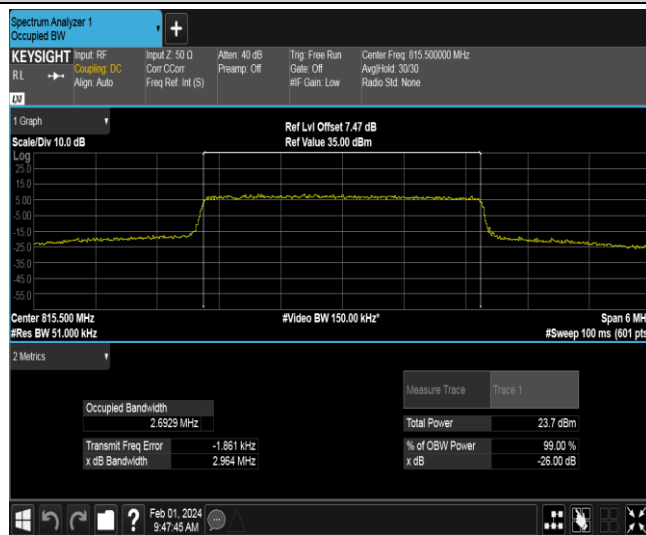 Spectrum Analyzer 1
Occupied BW
+
KEYSIGHT Input: RF Input Z: 50 Ω Atten: 40 dB Trig: Free Run Center Freq: 815.500000 MHz
RL Coupling: DC Corr CCorr Preamp: Off Gate: Off Avg|Hold: 30/30
Align: Auto Freq Ref: Int (S) #IF Gain: Low Radio Std: None
LXI
1 Graph
Ref Lvl Offset 7.47 dB
Scale/Div 10.0 dB Ref Value 35.00 dBm
Log
25.0
15.0
5.00
-5.00
-15.0
-25.0
-35.0
-45.0
-55.0
Center 815.500 MHz #Video BW 150.00 kHz* Span 6 MH
#Res BW 51.000 kHz #Sweep 100 ms (601 pts
2 Metrics
Measure Trace Trace 1
Occupied Bandwidth
2.6929 MHz
Total Power 23.7 dBm
Transmit Freq Error -1.861 kHz % of OBW Power 99.00 %
x dB Bandwidth 2.964 MHz x dB -26.00 dB
? Feb 01, 2024
9:47:45 AM